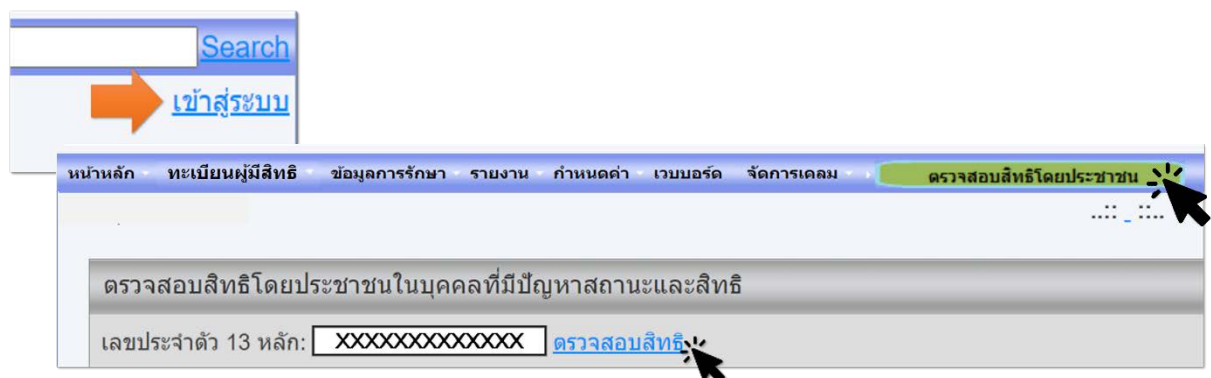 Search
เข้าสู่ระบบ
หน้าหลัก ทะเบียนผู้มีสิทธิ ข้อมูลการรักษา รายงาน กำหนดค่า เวบบอร์ด จัดการเคลม ตรวจสอบสิทธิโดยประชาชน
..:: _ ::..
ตรวจสอบสิทธิโดยประชาชนในบุคคลที่มีปัญหาสถานะและสิทธิ
เลขประจำตัว 13 หลัก: XXXXXXXXXXXXX ตรวจสอบสิทธิ